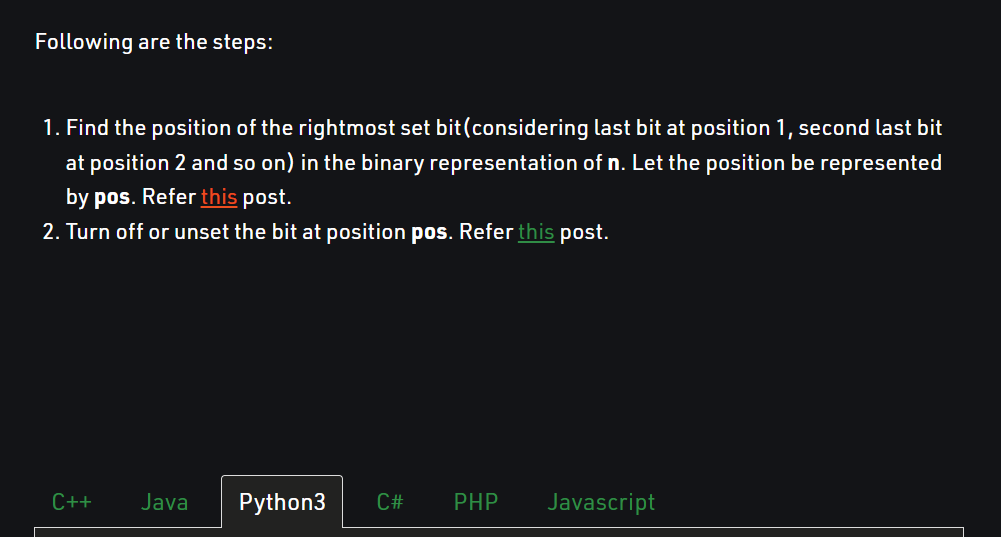 Following are the steps:
1. Find the position of the rightmost set bit(considering last bit at position 1, second last bit
at position 2 and so on) in the binary representation of n. Let the position be represented
by pos. Refer this post.
2. Turn off or unset the bit at position pos. Refer this post.
C++ Java Python3 C# PHP Javascript